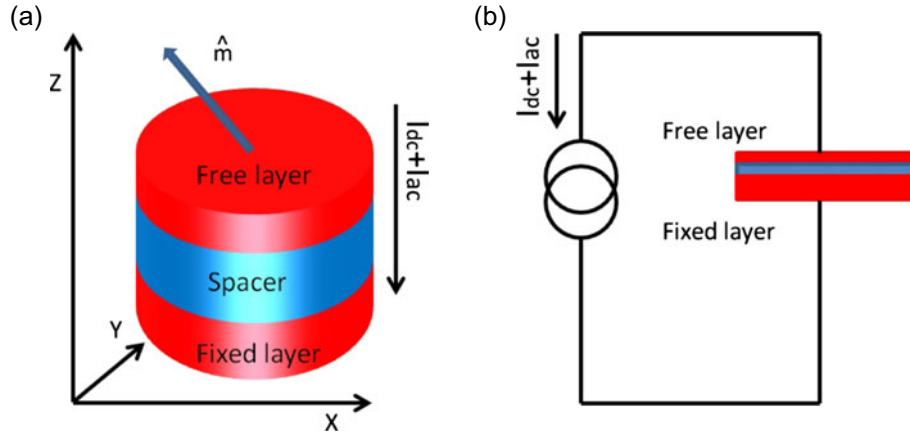 (a)
m̂
Z
Idc+Iac
Free layer
Spacer
Y
Fixed layer
X
(b)
Idc+Iac
Free layer
Fixed layer